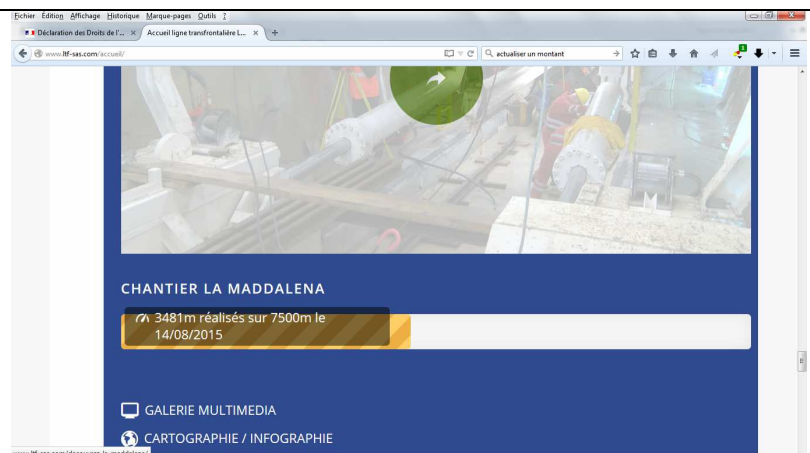 Fichier Édition Affichage Historique Marque-pages Outils ?
Déclaration des Droits de l'... × Accueil ligne transfrontalière L... × +
www.ltf-sas.com/accueil/ actualiser un montant 1
CHANTIER LA MADDALENA
3481m réalisés sur 7500m le
14/08/2015
GALERIE MULTIMEDIA
CARTOGRAPHIE / INFOGRAPHIE